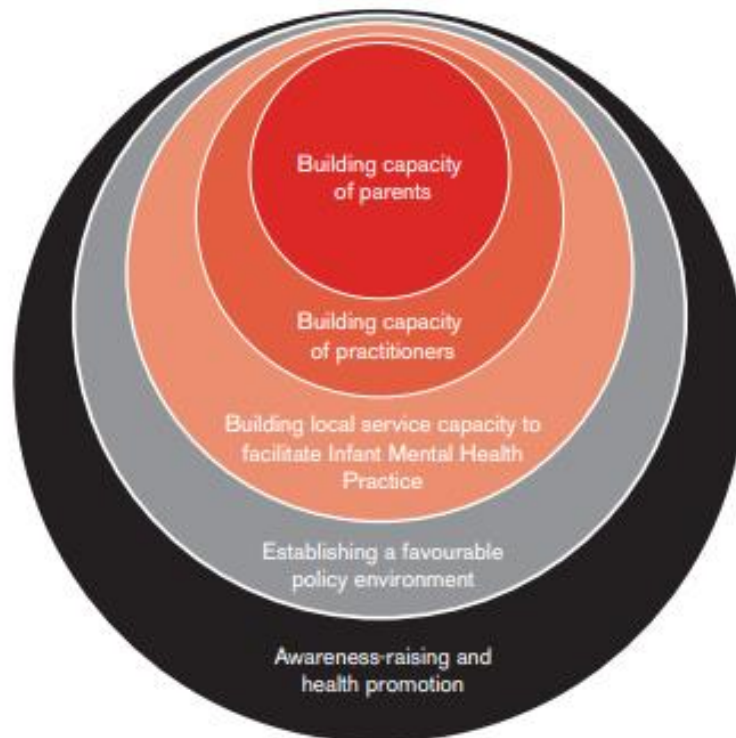 Building capacity
of parents
Building capacity
of practitioners
Building local service capacity to
facilitate Infant Mental Health
Practice
Establishing a favourable
policy environment
Awareness-raising and
health promotion